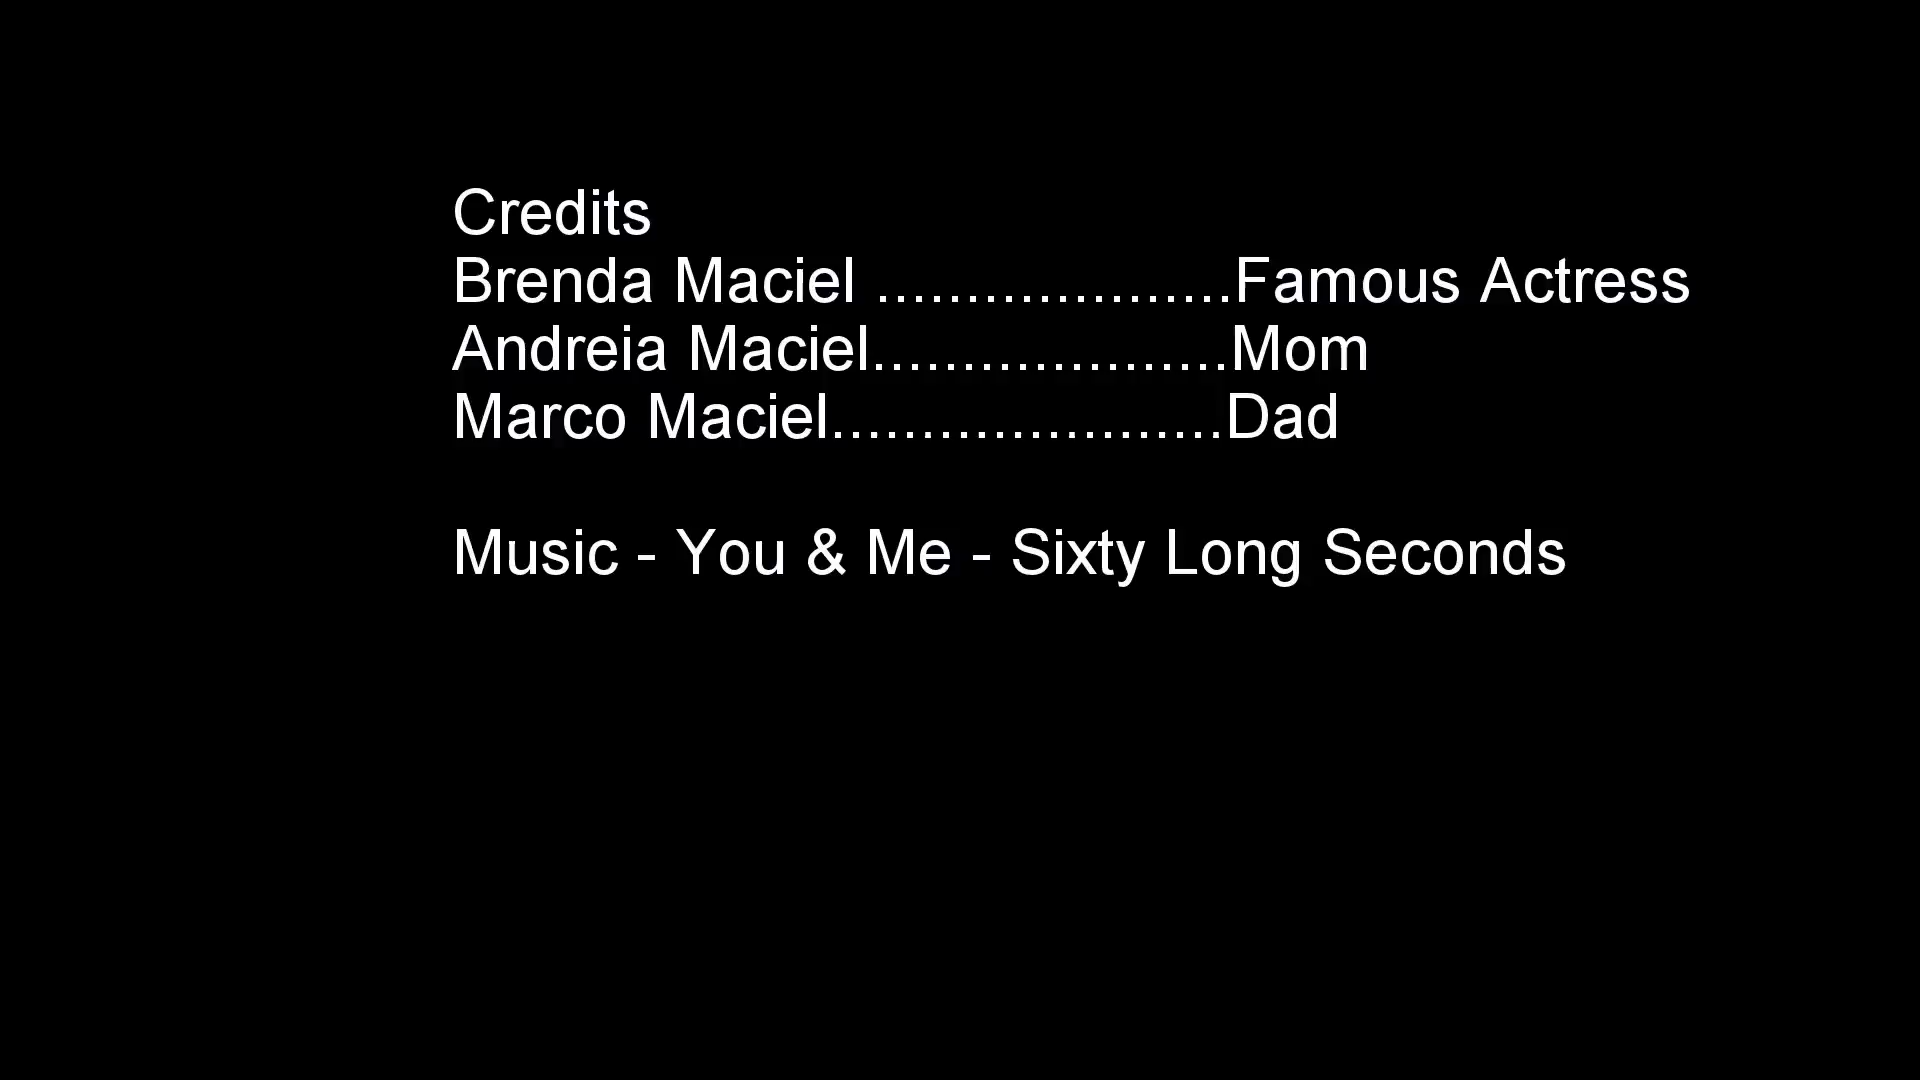 Credits
Brenda Maciel ....................Famous Actress
Andreia Maciel....................Mom
Marco Maciel......................Dad
Music - You & Me - Sixty Long Seconds